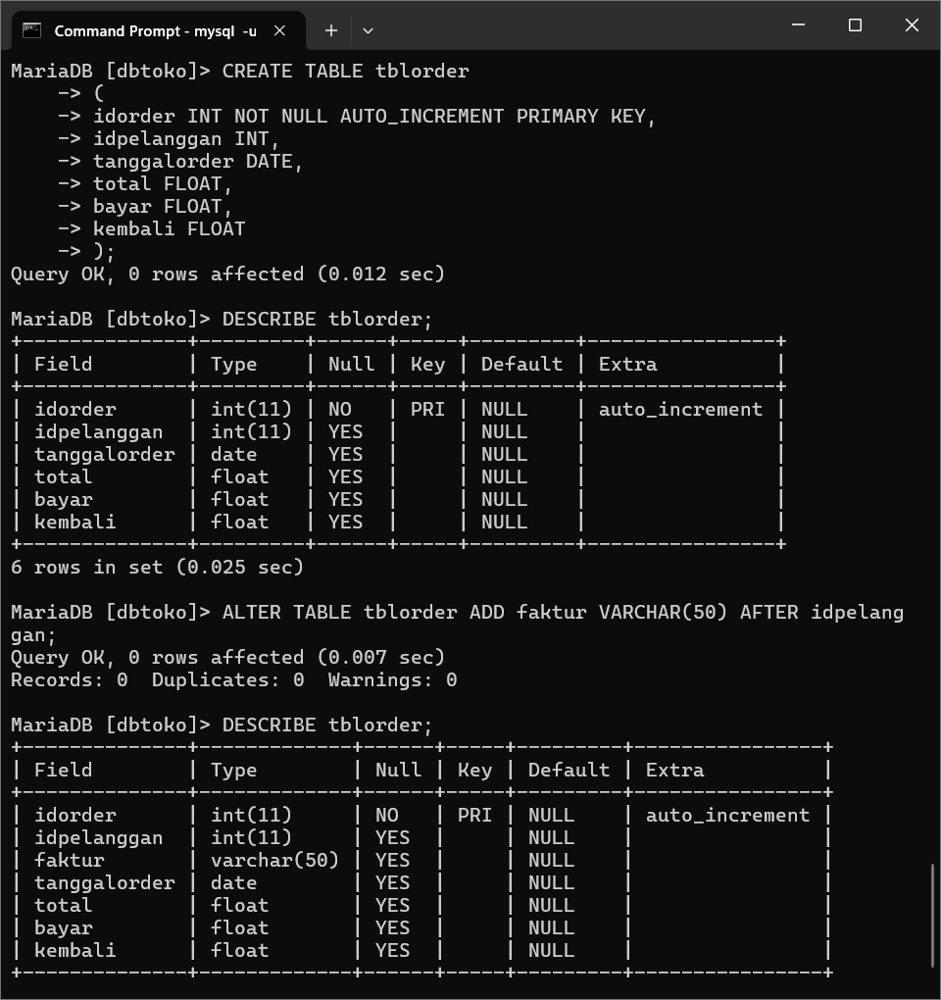 Command Prompt - mysql  -u
MariaDB [dbtoko]> CREATE TABLE tblorder
    -> (
    -> idorder INT NOT NULL AUTO_INCREMENT PRIMARY KEY,
    -> idpelanggan INT,
    -> tanggalorder DATE,
    -> total FLOAT,
    -> bayar FLOAT,
    -> kembali FLOAT
    -> );
Query OK, 0 rows affected (0.012 sec)

MariaDB [dbtoko]> DESCRIBE tblorder;
+--------------+---------+------+-----+---------+----------------+
| Field        | Type    | Null | Key | Default | Extra          |
+--------------+---------+------+-----+---------+----------------+
| idorder      | int(11) | NO   | PRI | NULL    | auto_increment |
| idpelanggan  | int(11) | YES  |     | NULL    |                |
| tanggalorder | date    | YES  |     | NULL    |                |
| total        | float   | YES  |     | NULL    |                |
| bayar        | float   | YES  |     | NULL    |                |
| kembali      | float   | YES  |     | NULL    |                |
+--------------+---------+------+-----+---------+----------------+
6 rows in set (0.025 sec)

MariaDB [dbtoko]> ALTER TABLE tblorder ADD faktur VARCHAR(50) AFTER idpelang
gan;
Query OK, 0 rows affected (0.007 sec)
Records: 0  Duplicates: 0  Warnings: 0

MariaDB [dbtoko]> DESCRIBE tblorder;
+--------------+-------------+------+-----+---------+----------------+
| Field        | Type        | Null | Key | Default | Extra          |
+--------------+-------------+------+-----+---------+----------------+
| idorder      | int(11)     | NO   | PRI | NULL    | auto_increment |
| idpelanggan  | int(11)     | YES  |     | NULL    |                |
| faktur       | varchar(50) | YES  |     | NULL    |                |
| tanggalorder | date        | YES  |     | NULL    |                |
| total        | float       | YES  |     | NULL    |                |
| bayar        | float       | YES  |     | NULL    |                |
| kembali      | float       | YES  |     | NULL    |                |
+--------------+-------------+------+-----+---------+----------------+